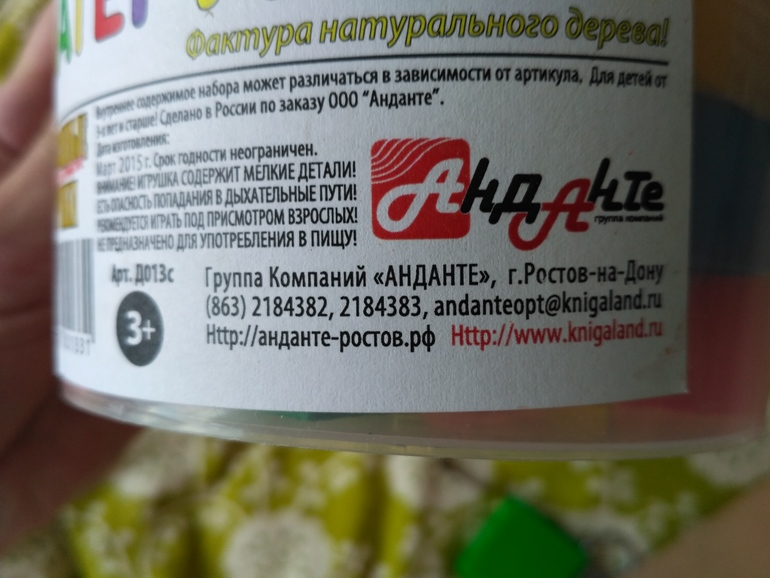 Фактура натурального дерева!
Внутреннее содержимое набора может различаться в зависимости от артикула. Для детей от
3-х лет и старше! Сделано в России по заказу ООО "Анданте".
Дата изготовления:
Март 2015 г. Срок годности неограничен.
ВНИМАНИЕ! ИГРУШКА СОДЕРЖИТ МЕЛКИЕ ДЕТАЛИ!
ЕСТЬ ОПАСНОСТЬ ПОПАДАНИЯ В ДЫХАТЕЛЬНЫЕ ПУТИ!
РЕКОМЕНДУЕТСЯ ИГРАТЬ ПОД ПРИСМОТРОМ ВЗРОСЛЫХ!
НЕ ПРЕДНАЗНАЧЕНО ДЛЯ УПОТРЕБЛЕНИЯ В ПИЩУ!
АНДАНТЕ
группа компаний
Арт. Д013с
3+
Группа Компаний «АНДАНТЕ», г.Ростов-на-Дону
(863) 2184382, 2184383, andanteopt@knigaland.ru
Http://анданте-ростов.рф Http://www.knigaland.ru